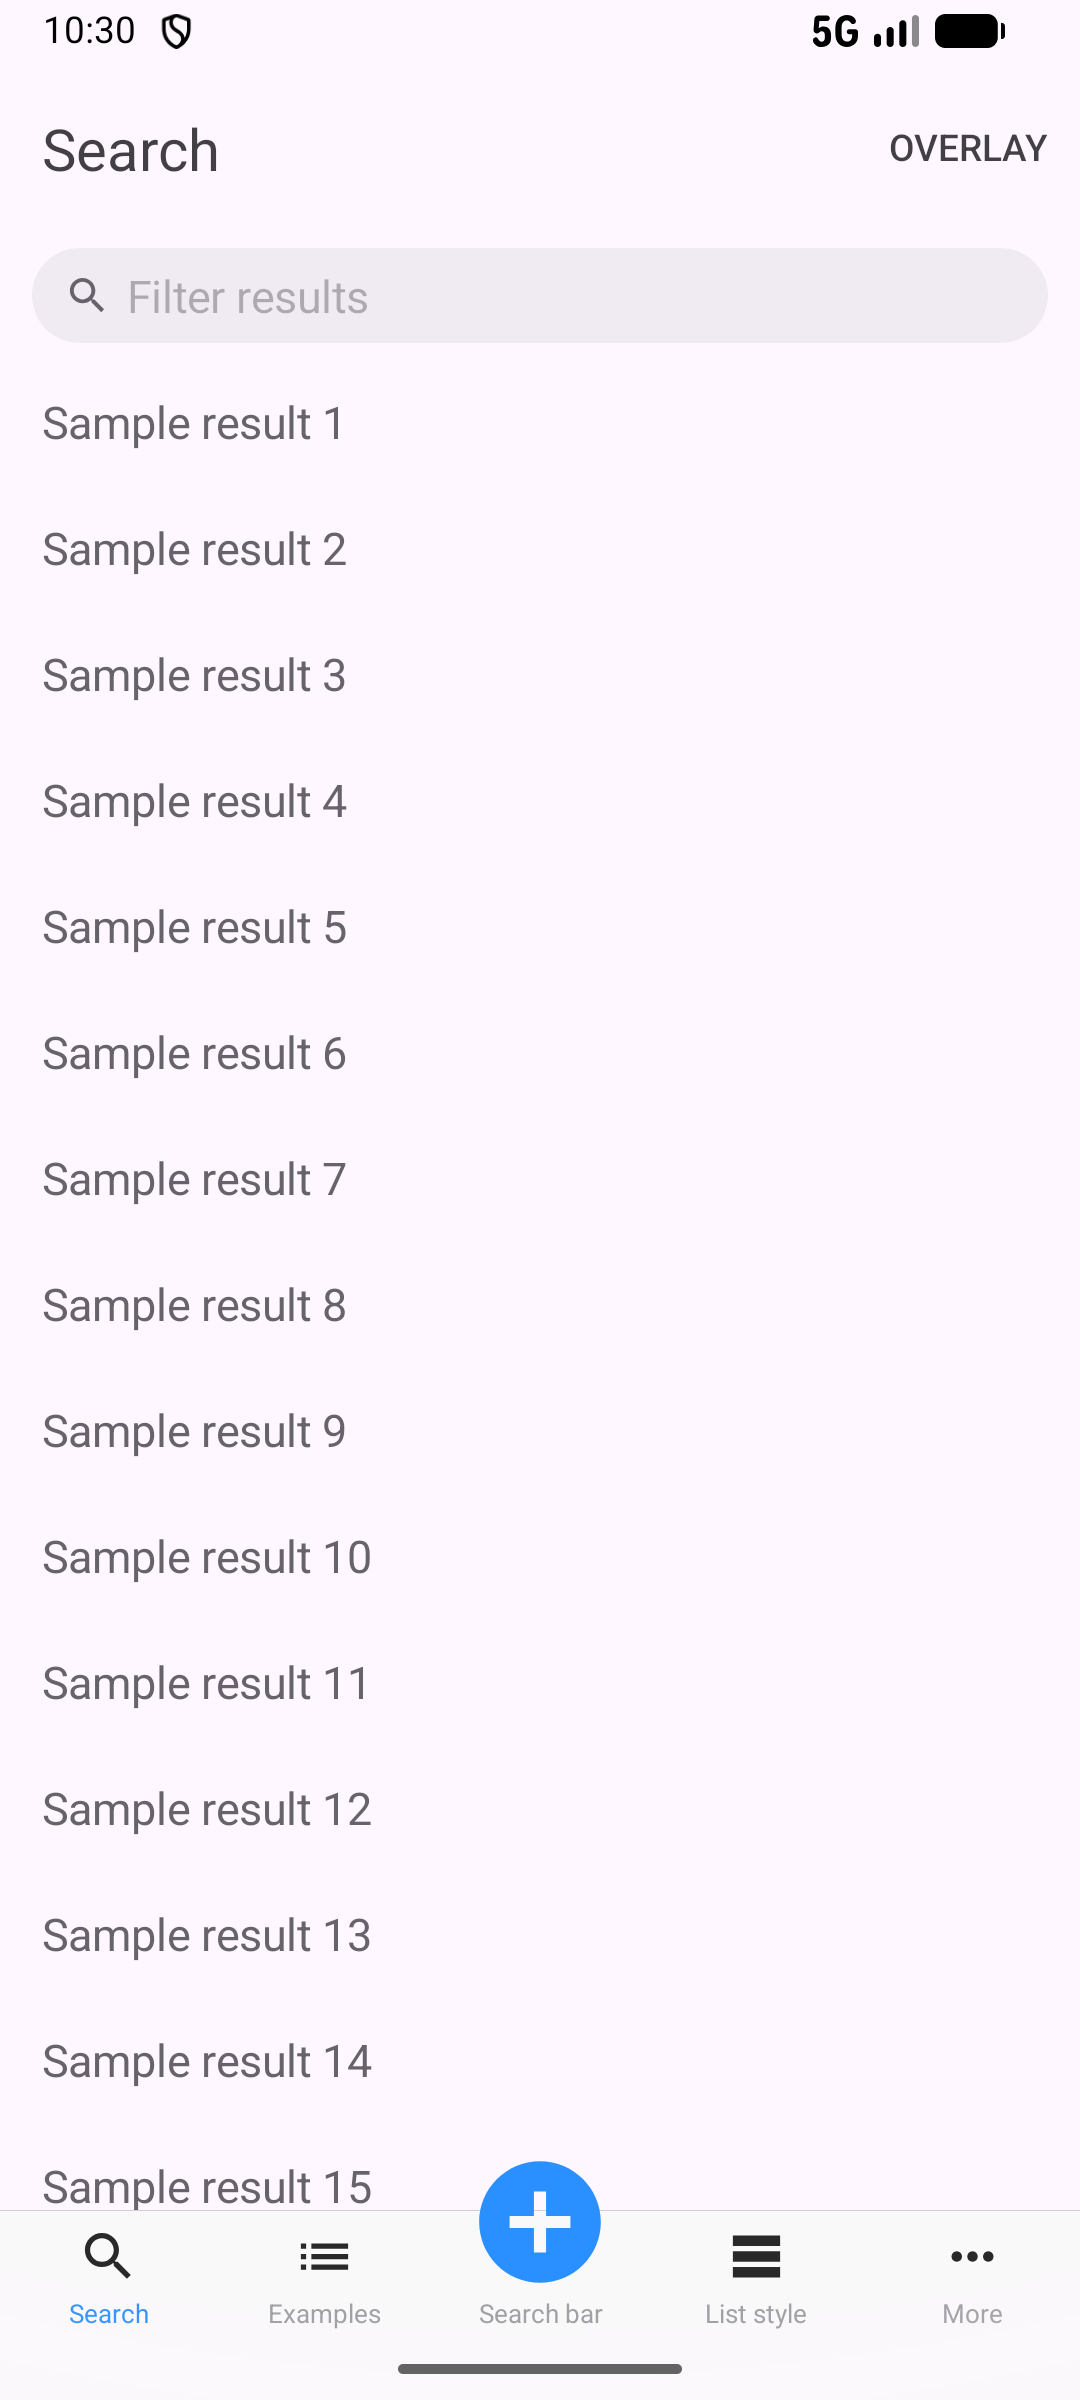 10:30
5G
Search
OVERLAY
Filter results
Sample result 1
Sample result 2
Sample result 3
Sample result 4
Sample result 5
Sample result 6
Sample result 7
Sample result 8
Sample result 9
Sample result 10
Sample result 11
Sample result 12
Sample result 13
Sample result 14
Sample result 15
Search
Examples
Search bar
List style
More